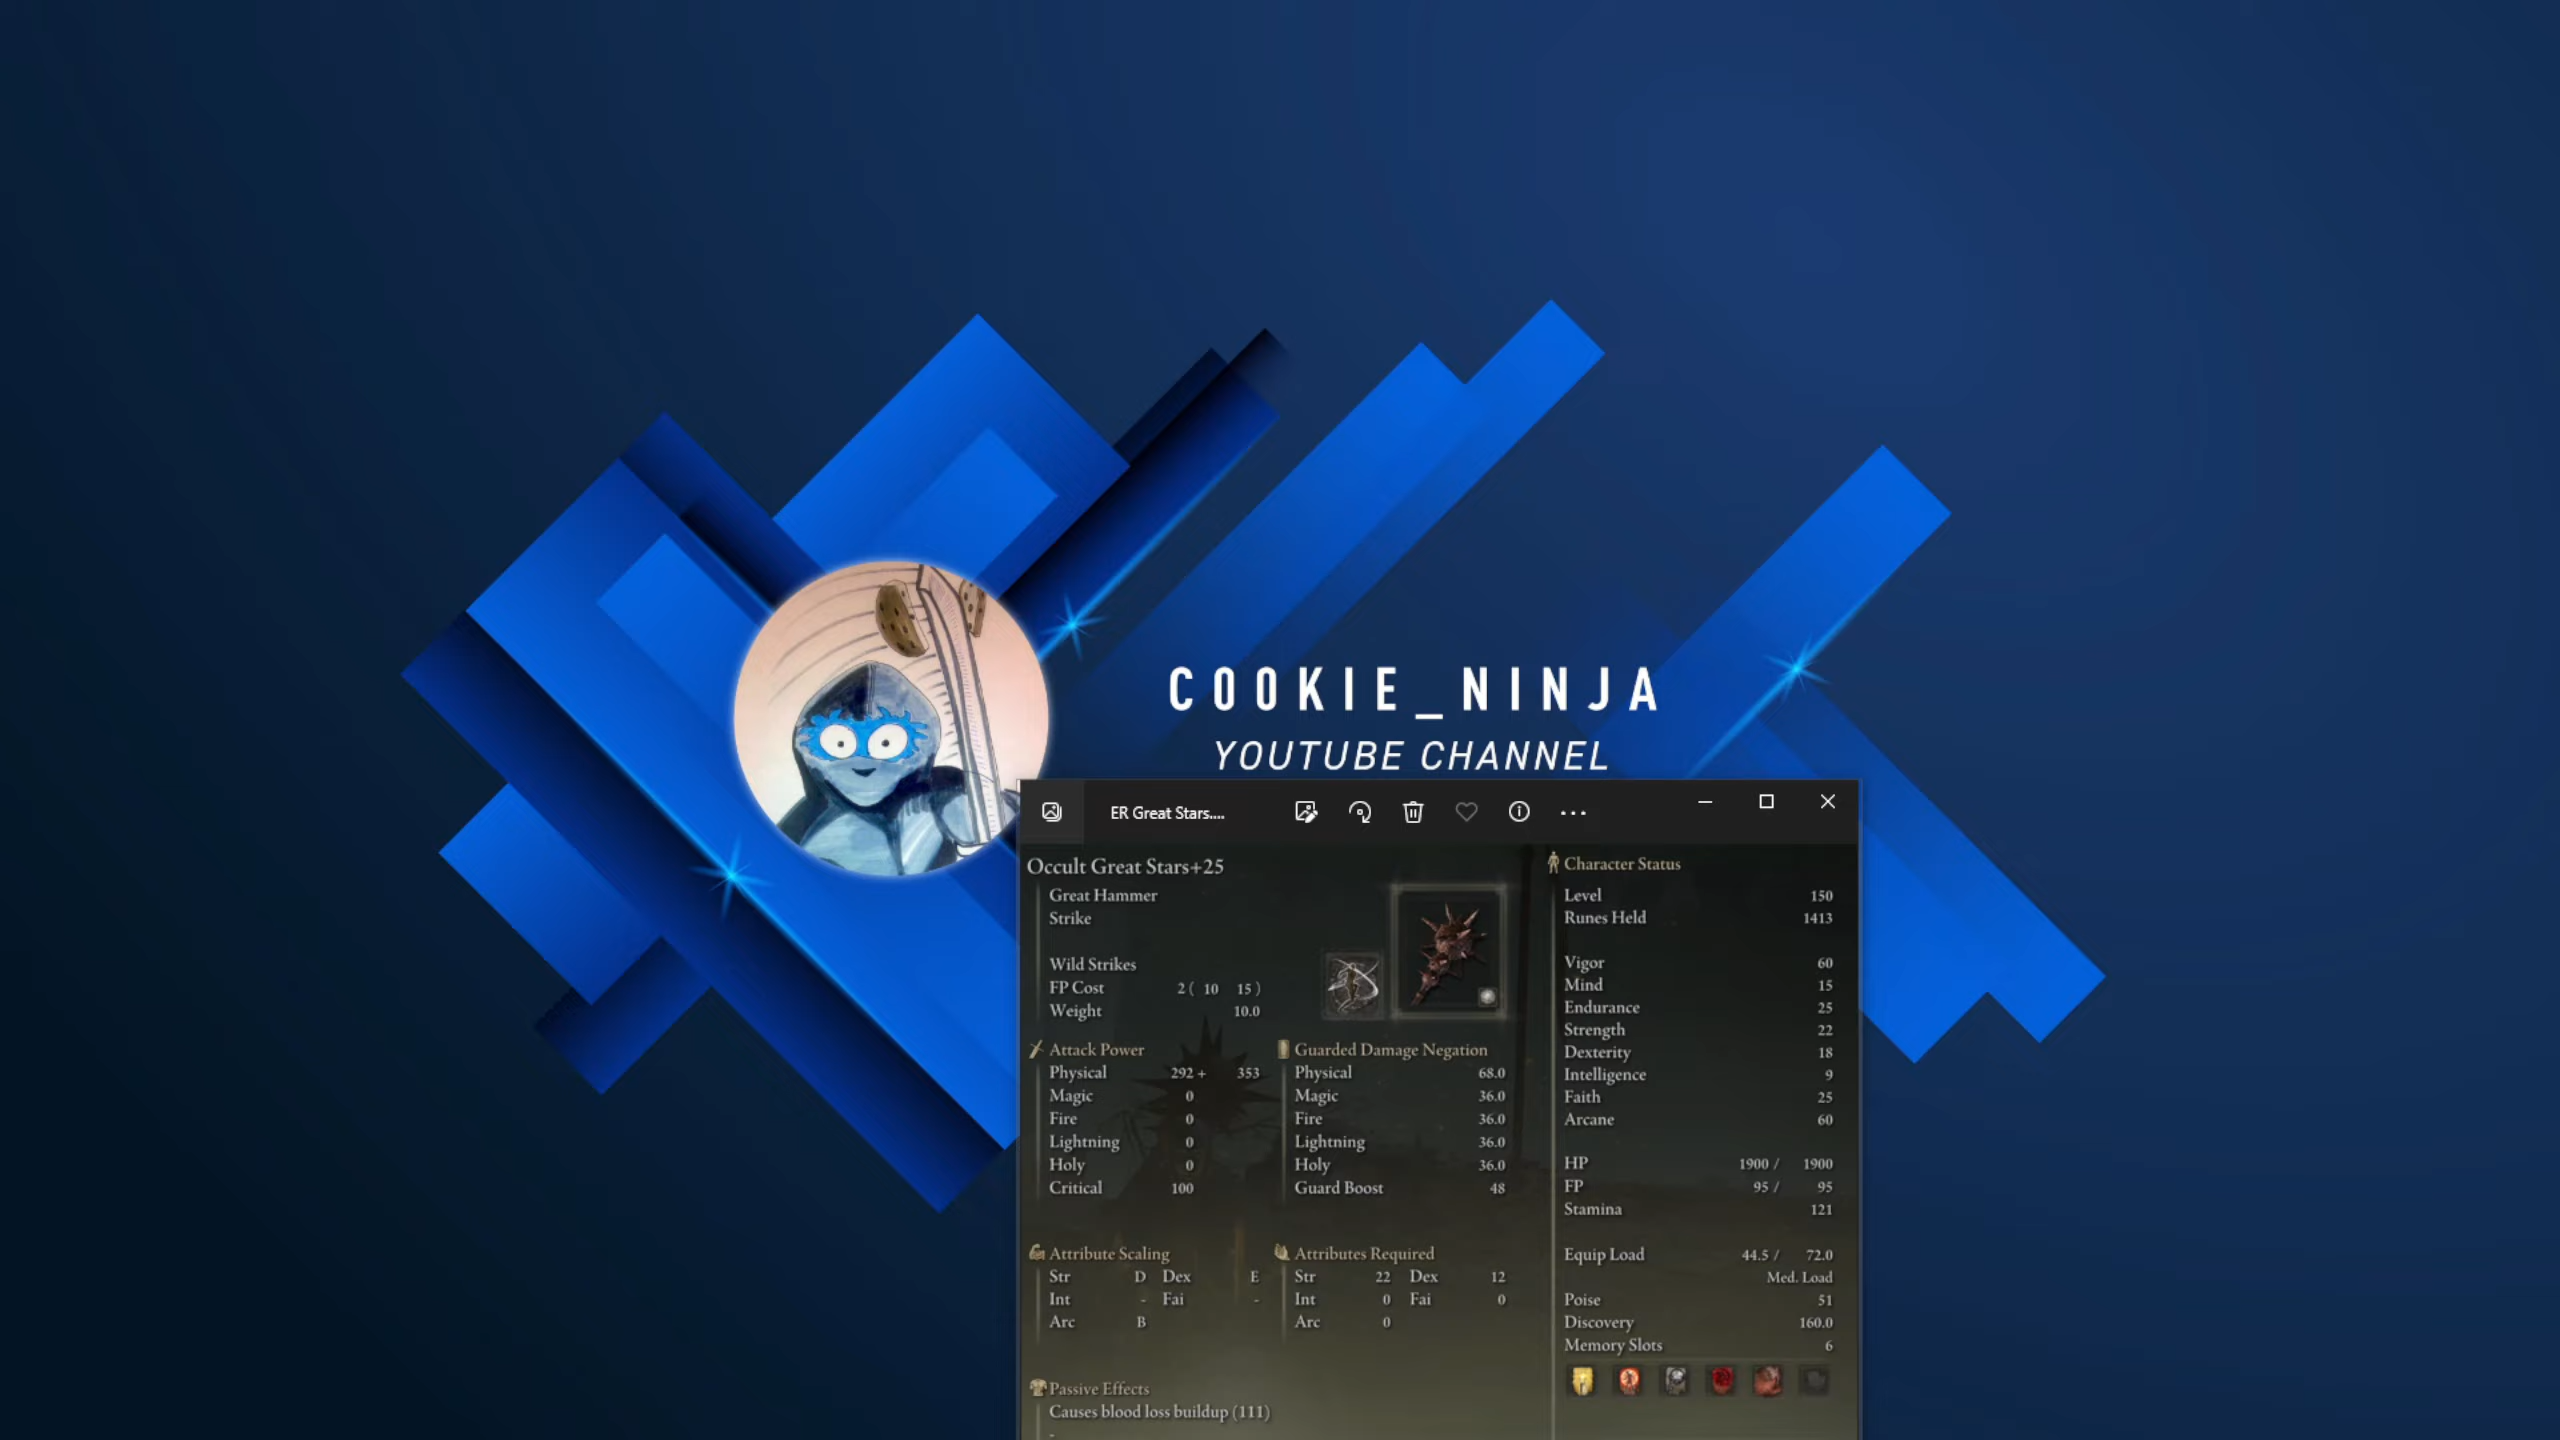 COOKIE_NINJA
YOUTUBE CHANNEL
ER Great Stars....
Occult Great Stars+25
Great Hammer
Strike
Wild Strikes
FP Cost 2 ( 10 15 )
Weight 10.0
Attack Power
Physical 292 + 353
Magic 0
Fire 0
Lightning 0
Holy 0
Critical 100
Guarded Damage Negation
Physical 68.0
Magic 36.0
Fire 36.0
Lightning 36.0
Holy 36.0
Guard Boost 48
Attribute Scaling
Str D Dex E
Int - Fai -
Arc B
Attributes Required
Str 22 Dex 12
Int 0 Fai 0
Arc 0
Passive Effects
Causes blood loss buildup (111)
-
Character Status
Level 150
Runes Held 1413
Vigor 60
Mind 15
Endurance 25
Strength 22
Dexterity 18
Intelligence 9
Faith 25
Arcane 60
HP 1900 / 1900
FP 95 / 95
Stamina 121
Equip Load 44.5 / 72.0
Med. Load
Poise 51
Discovery 160.0
Memory Slots 6